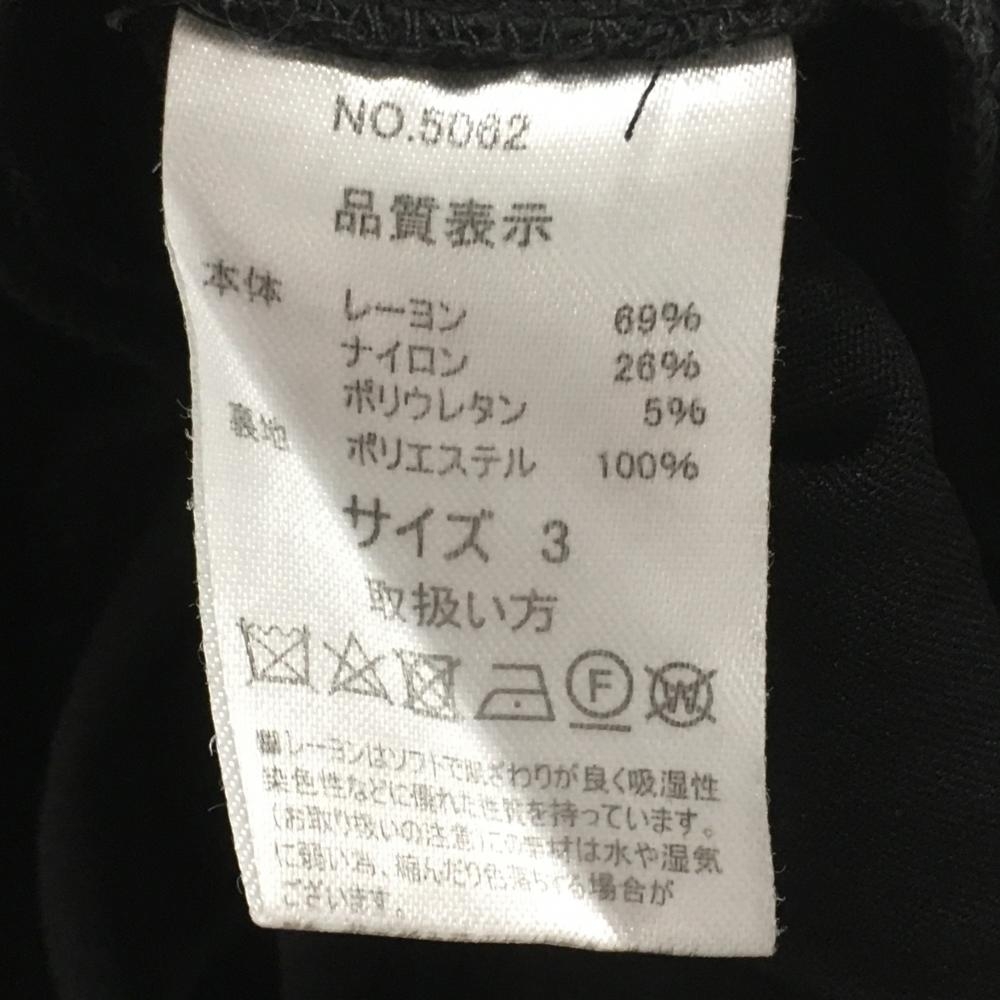 NO.5062
品質表示
本体 レーヨン 69%
ナイロン 26%
ポリウレタン 5%
裏地 ポリエステル 100%
サイズ 3
取扱い方
F W
■レーヨンはソフトで肌ざわりが良く吸湿性
染色性などに優れた性質を持っています。
(お取り扱いの注意)この素材は水や湿気
に弱い為、縮んだり色落ちする場合が
ございます。